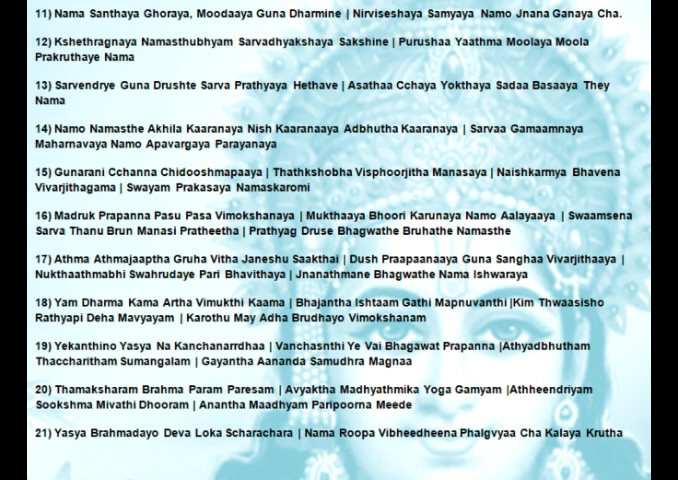 11) Nama Santhaya Ghoraya, Moodaaya Guna Dharmine | Nirviseshaya Samyaya Namo Jnana Ganaya Cha.
12) Kshethragnaya Namasthubhyam Sarvadhyakshaya Sakshine | Purushaa Yaathma Moolaya Moola
Prakruthaye Nama
13) Sarvendrye Guna Drushte Sarva Prathyaya Hethave | Asathaa Cchaya Yokthaya Sadaa Basaaya They
Nama
14) Namo Namasthe Akhila Kaaranaya Nish Kaaranaaya Adbhutha Kaaranaya | Sarvaa Gamaamnaya
Maharnavaya Namo Apavargaya Parayanaya
15) Gunarani Cchanna Chidooshmapaaya | Thathkshobha Visphoorjitha Manasaya | Naishkarmya Bhavena
Vivarjithagama | Swayam Prakasaya Namaskaromi
16) Madruk Prapanna Pasu Pasa Vimokshanaya | Mukthaaya Bhoori Karunaya Namo Aalayaaya | Swaamsena
Sarva Thanu Brun Manasi Pratheetha | Prathyag Druse Bhagwathe Bruhathe Namasthe
17) Athma Athmajaaptha Gruha Vitha Janeshu Saakthai | Dush Praapaanaaya Guna Sanghaa Vivarjithaaya |
Nukthaathmabhi Swahrudaye Pari Bhavithaya | Jnanathmane Bhagwathe Nama Ishwaraya
18) Yam Dharma Kama Artha Vimukthi Kaama | Bhajantha Ishtaam Gathi Mapnuvanthi |Kim Thwaasisho
Rathyapi Deha Mavyayam | Karothu May Adha Brudhayo Vimokshanam
19) Yekanthino Yasya Na Kanchanarrdhaa | Vanchasnthi Ye Vai Bhagawat Prapanna |Athyadbhutham
Thaccharitham Sumangalam | Gayantha Aananda Samudhra Magnaa
20) Thamaksharam Brahma Param Paresam | Avyaktha Madhyathmika Yoga Gamyam |Athheendriyam
Sookshma Mivathi Dhooram | Anantha Maadhyam Paripoorna Meede
21) Yasya Brahmadayo Deva Loka Scharachara | Nama Roopa Vibheedheena Phalgvyaa Cha Kalaya Krutha